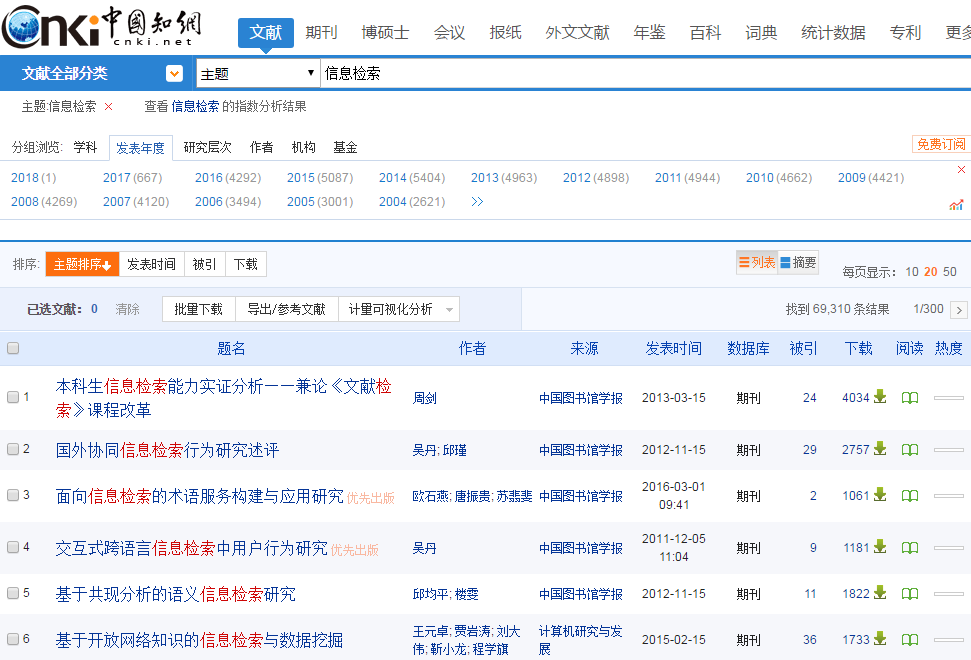 Cnki中国知網
cnki.net
文献 期刊 博硕士 会议 报纸 外文文献 年鉴 百科 词典 统计数据 专利 更多
文献全部分类 主题 信息检索
主题:信息检索 × 查看 信息检索 的指数分析结果
分组浏览: 学科 发表年度 研究层次 作者 机构 基金 免费订阅
2018 (1) 2017 (667) 2016 (4292) 2015 (5087) 2014 (5404) 2013 (4963) 2012 (4898) 2011 (4944) 2010 (4662) 2009 (4421)
2008 (4269) 2007 (4120) 2006 (3494) 2005 (3001) 2004 (2621) >>
排序: 主题排序 发表时间 被引 下载 列表 摘要 每页显示: 10 20 50
已选文献: 0 清除 批量下载 导出/参考文献 计量可视化分析 找到 69,310 条结果 1/300 >
题名 作者 来源 发表时间 数据库 被引 下载 阅读 热度
1 本科生信息检索能力实证分析——兼论《文献检
索》课程改革 周剑 中国图书馆学报 2013-03-15 期刊 24 4034
2 国外协同信息检索行为研究述评 吴丹; 邱瑾 中国图书馆学报 2012-11-15 期刊 29 2757
3 面向信息检索的术语服务构建与应用研究 优先出版 欧石燕; 唐振贵; 苏翡斐 中国图书馆学报 2016-03-01
09:41 期刊 2 1061
4 交互式跨语言信息检索中用户行为研究 优先出版 吴丹 中国图书馆学报 2011-12-05
11:04 期刊 9 1181
5 基于共现分析的语义信息检索研究 邱均平; 楼雯 中国图书馆学报 2012-11-15 期刊 11 1822
6 基于开放网络知识的信息检索与数据挖掘 王元卓; 贾岩涛; 刘大
伟; 靳小龙; 程学旗 计算机研究与发
展 2015-02-15 期刊 36 1733